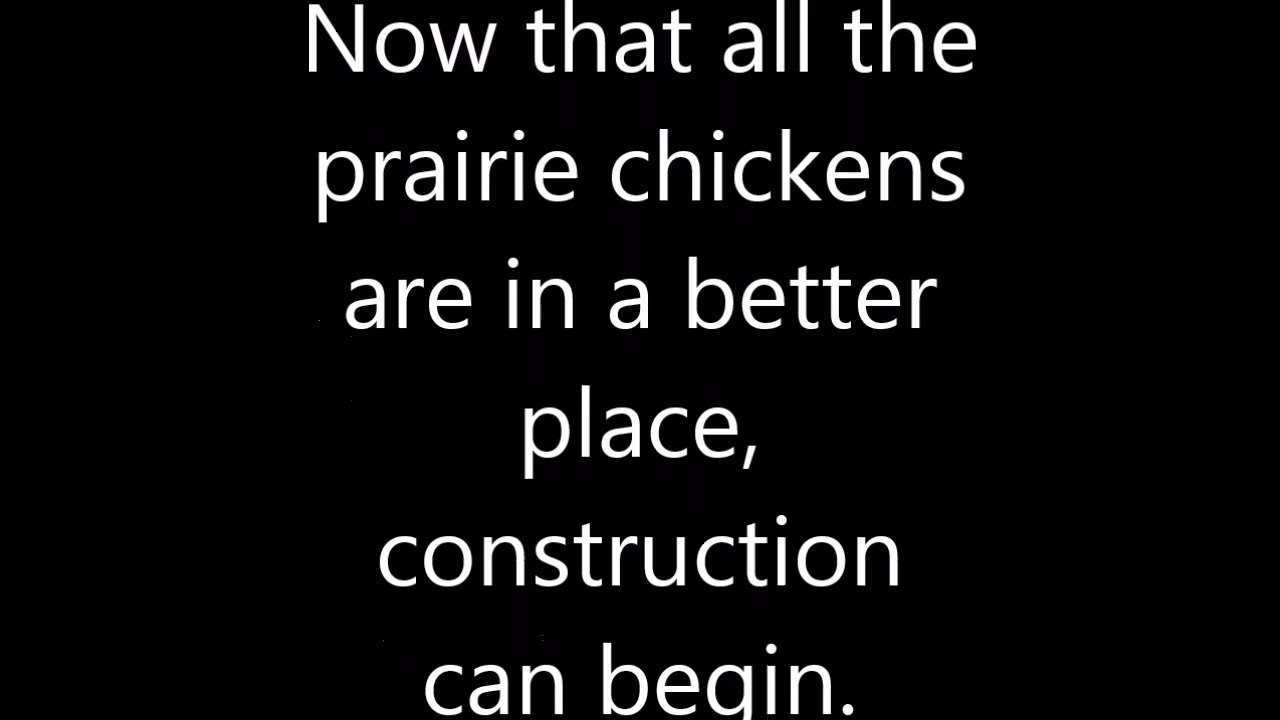 Now that all the
prairie chickens
are in a better
place,
construction
can begin.